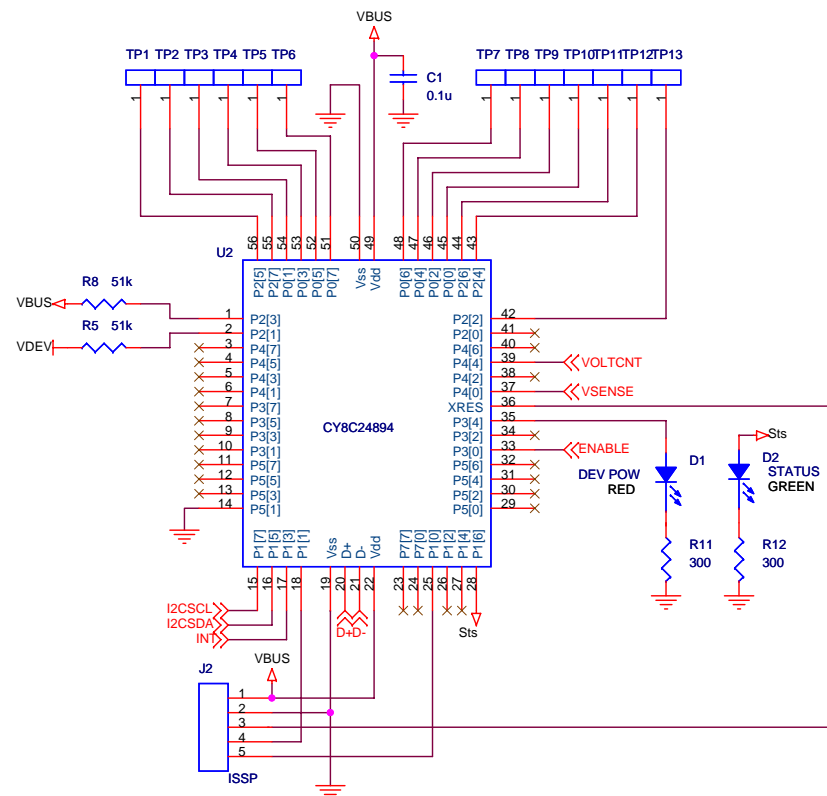 VBUS
TP1 TP2 TP3 TP4 TP5 TP6
TP7 TP8 TP9 TP10 TP11 TP12 TP13
C1
0.1u
1 1 1 1 1 1
1 1 1 1 1 1 1
56 55 54 53 52 51 50 49 48 47 46 45 44 43
U2
P2[5] P2[7] P0[1] P0[3] P0[5] P0[7] Vss Vdd P0[6] P0[4] P0[2] P0[0] P2[6] P2[4]
R8 51k
VBUS
R5 51k
VDEV
1 P2[3]
2 P2[1]
3 P4[7]
4 P4[5]
5 P4[3]
6 P4[1]
7 P3[7]
8 P3[5]
9 P3[3]
10 P3[1]
11 P5[7]
12 P5[5]
13 P5[3]
14 P5[1]
CY8C24894
P2[2] 42
P2[0] 41
P4[6] 40
P4[4] 39 VOLTCNT
P4[2] 38
P4[0] 37 VSENSE
XRES 36
P3[4] 35
P3[2] 34
P3[0] 33 ENABLE
P5[6] 32
P5[4] 31
P5[2] 30
P5[0] 29
Sts
D1
DEV POW
RED
D2
STATUS
GREEN
R11
300
R12
300
P1[7] P1[5] P1[3] P1[1] Vss D+ D- Vdd P7[7] P7[0] P1[0] P1[2] P1[4] P1[6]
15 16 17 18 19 20 21 22 23 24 25 26 27 28
I2CSCL
I2CSDA
INT
D+ D-
Sts
VBUS
J2
1
2
3
4
5
ISSP